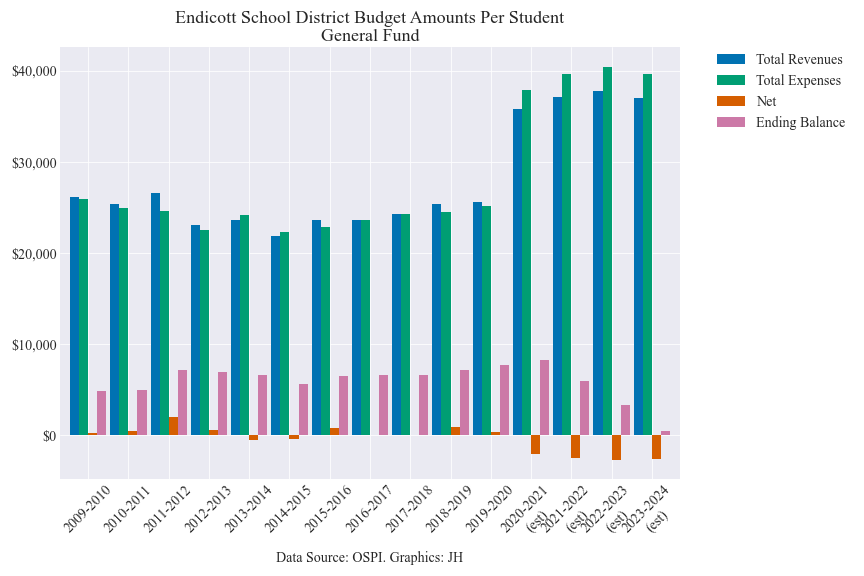 Endicott School District Budget Amounts Per Student
General Fund
Total Revenues
Total Expenses
Net
Ending Balance
$40,000
$30,000
$20,000
$10,000
$0
2009-2010
2010-2011
2011-2012
2012-2013
2013-2014
2014-2015
2015-2016
2016-2017
2017-2018
2018-2019
2019-2020
2020-2021
(est)
2021-2022
(est)
2022-2023
(est)
2023-2024
(est)
Data Source: OSPI. Graphics: JH